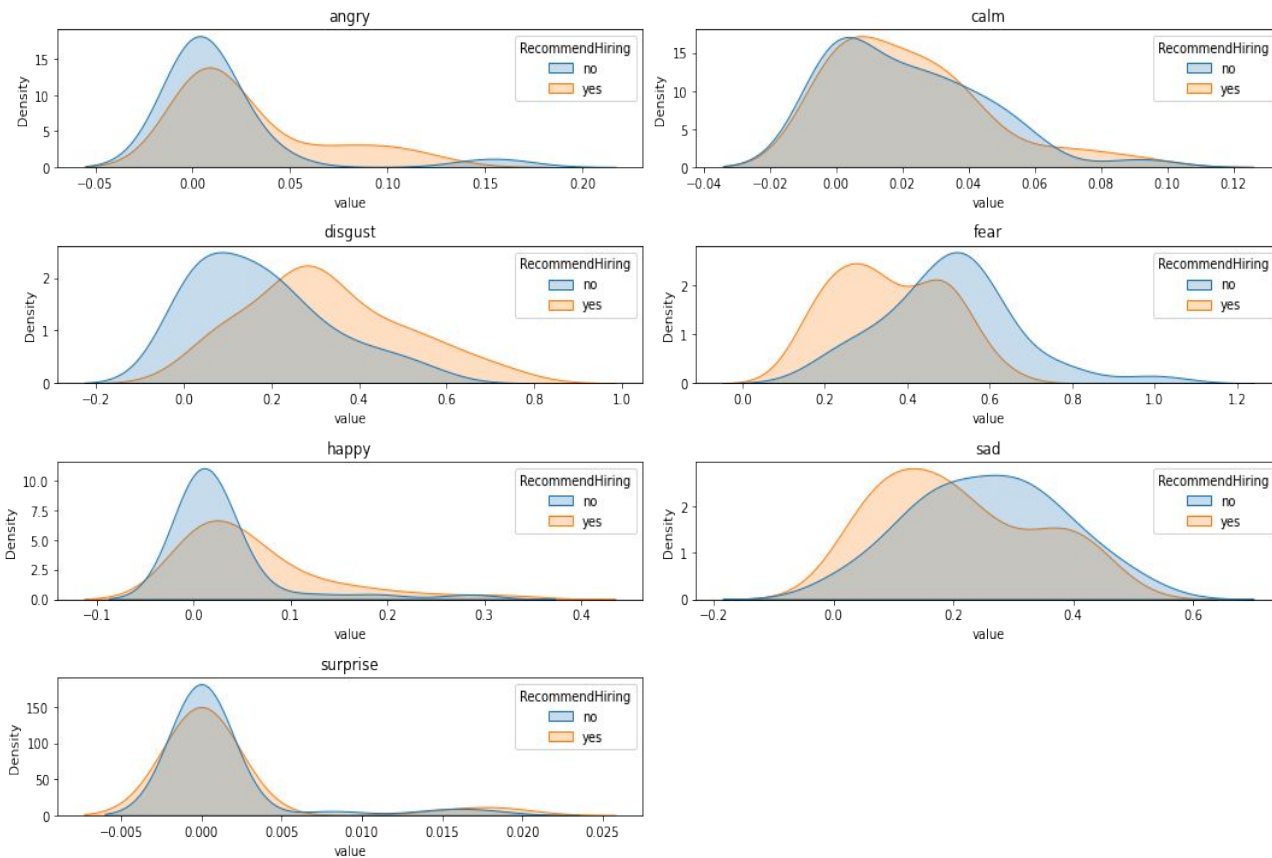 angry
RecommendHiring
no
yes
Density
15
10
5
0
−0.05
0.00
0.05
0.10
0.15
0.20
value
calm
RecommendHiring
no
yes
Density
15
10
5
0
−0.04
−0.02
0.00
0.02
0.04
0.06
0.08
0.10
0.12
value
disgust
RecommendHiring
no
yes
Density
2
1
0
−0.2
0.0
0.2
0.4
0.6
0.8
1.0
value
fear
RecommendHiring
no
yes
Density
2
1
0
0.0
0.2
0.4
0.6
0.8
1.0
1.2
value
happy
RecommendHiring
no
yes
Density
10.0
7.5
5.0
2.5
0.0
−0.1
0.0
0.1
0.2
0.3
0.4
value
sad
RecommendHiring
no
yes
Density
2
1
0
−0.2
0.0
0.2
0.4
0.6
value
surprise
RecommendHiring
no
yes
Density
150
100
50
0
−0.005
0.000
0.005
0.010
0.015
0.020
0.025
value